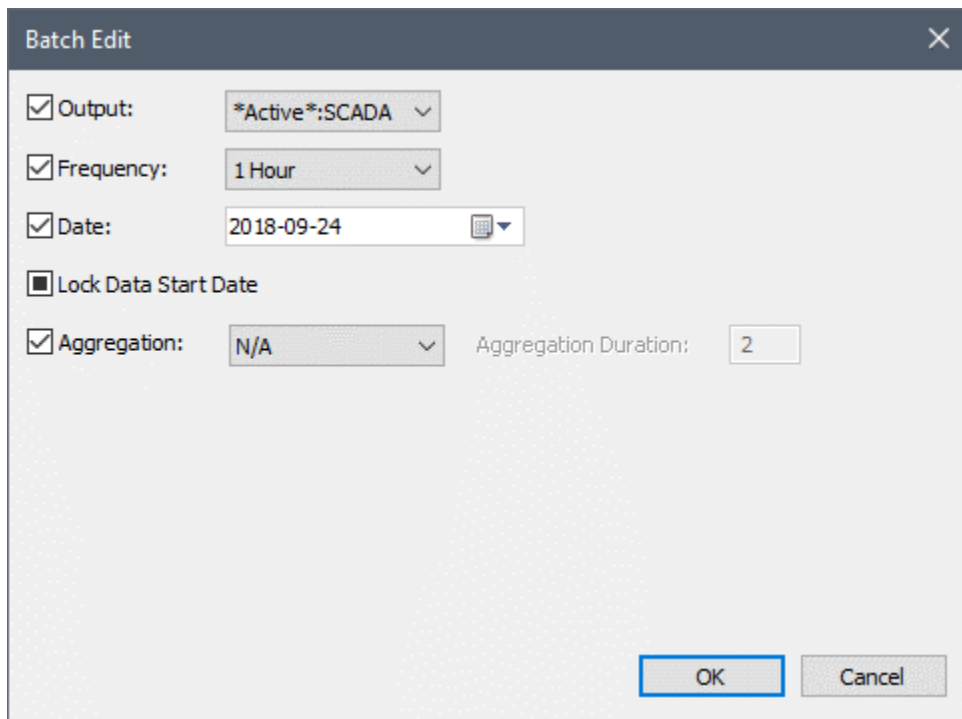 Batch Edit
Output: *Active*:SCADA
Frequency: 1 Hour
Date: 2018-09-24
Lock Data Start Date
Aggregation: N/A Aggregation Duration: 2
OK Cancel